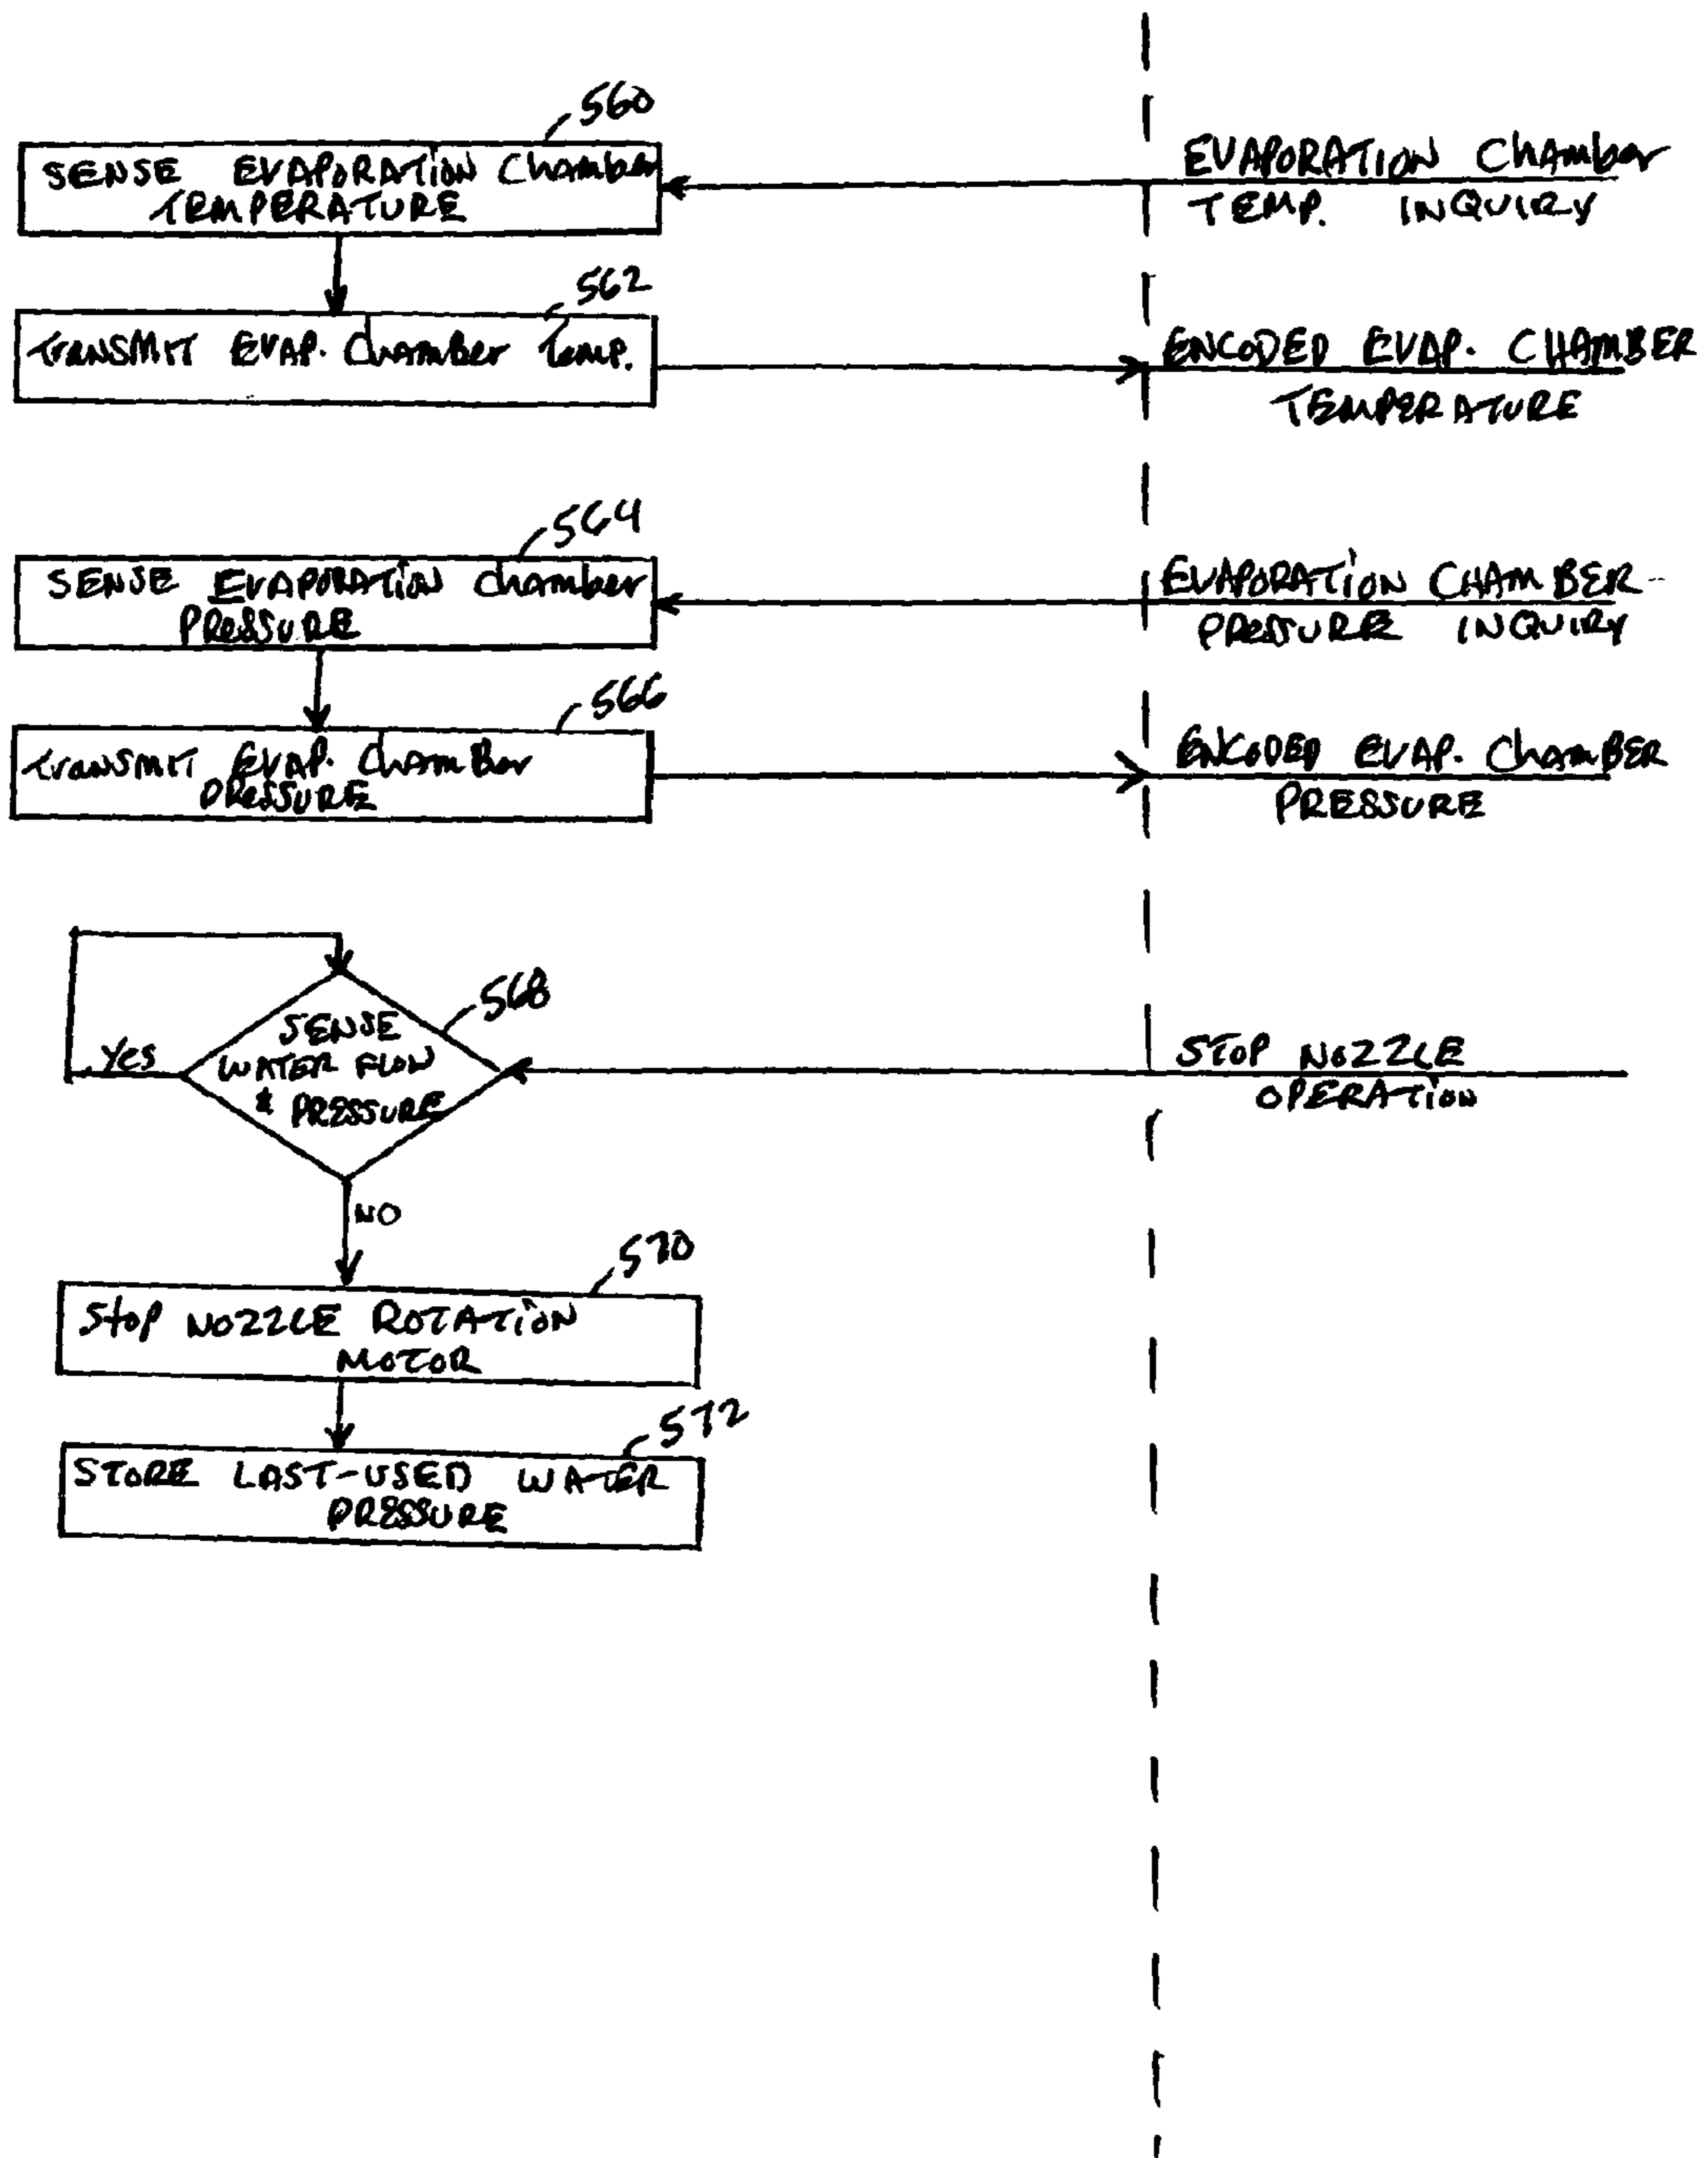 560
SENSE EVAPORATION Chamber
TEMPERATURE
EVAPORATION Chamber
TEMP. INQUIRY
562
TRANSMIT EVAP. Chamber Temp.
ENCODED EVAP. CHAMBER
TEMPERATURE
564
SENSE EVAPORATION Chamber
PRESSURE
EVAPORATION CHAMBER
PRESSURE INQUIRY
566
TRANSMIT EVAP. Chamber
PRESSURE
ENCODED EVAP. Chamber
PRESSURE
568
SENSE
WATER FLOW
& PRESSURE
Yes
STOP NOZZLE
OPERATION
NO
570
Stop NOZZLE ROTATION
MOTOR
572
STORE LAST-USED WATER
PRESSURE